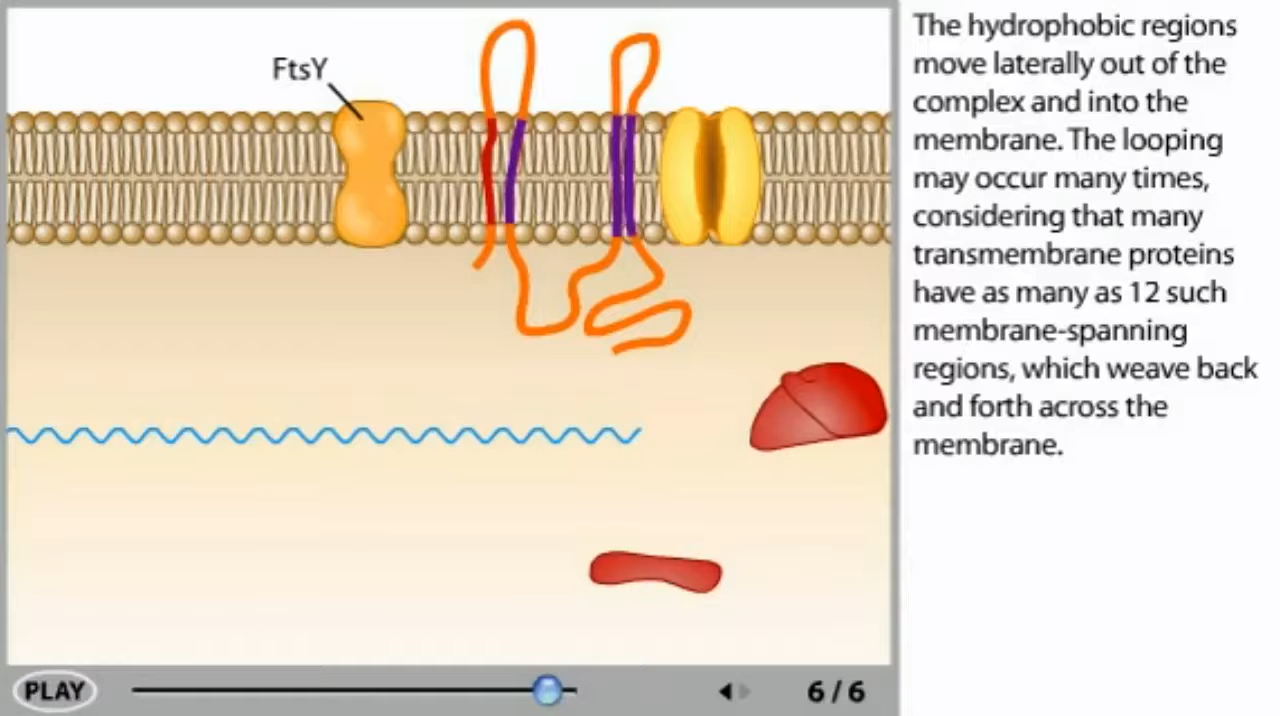 FtsY
The hydrophobic regions
move laterally out of the
complex and into the
membrane. The looping
may occur many times,
considering that many
transmembrane proteins
have as many as 12 such
membrane-spanning
regions, which weave back
and forth across the
membrane.
PLAY
6 / 6